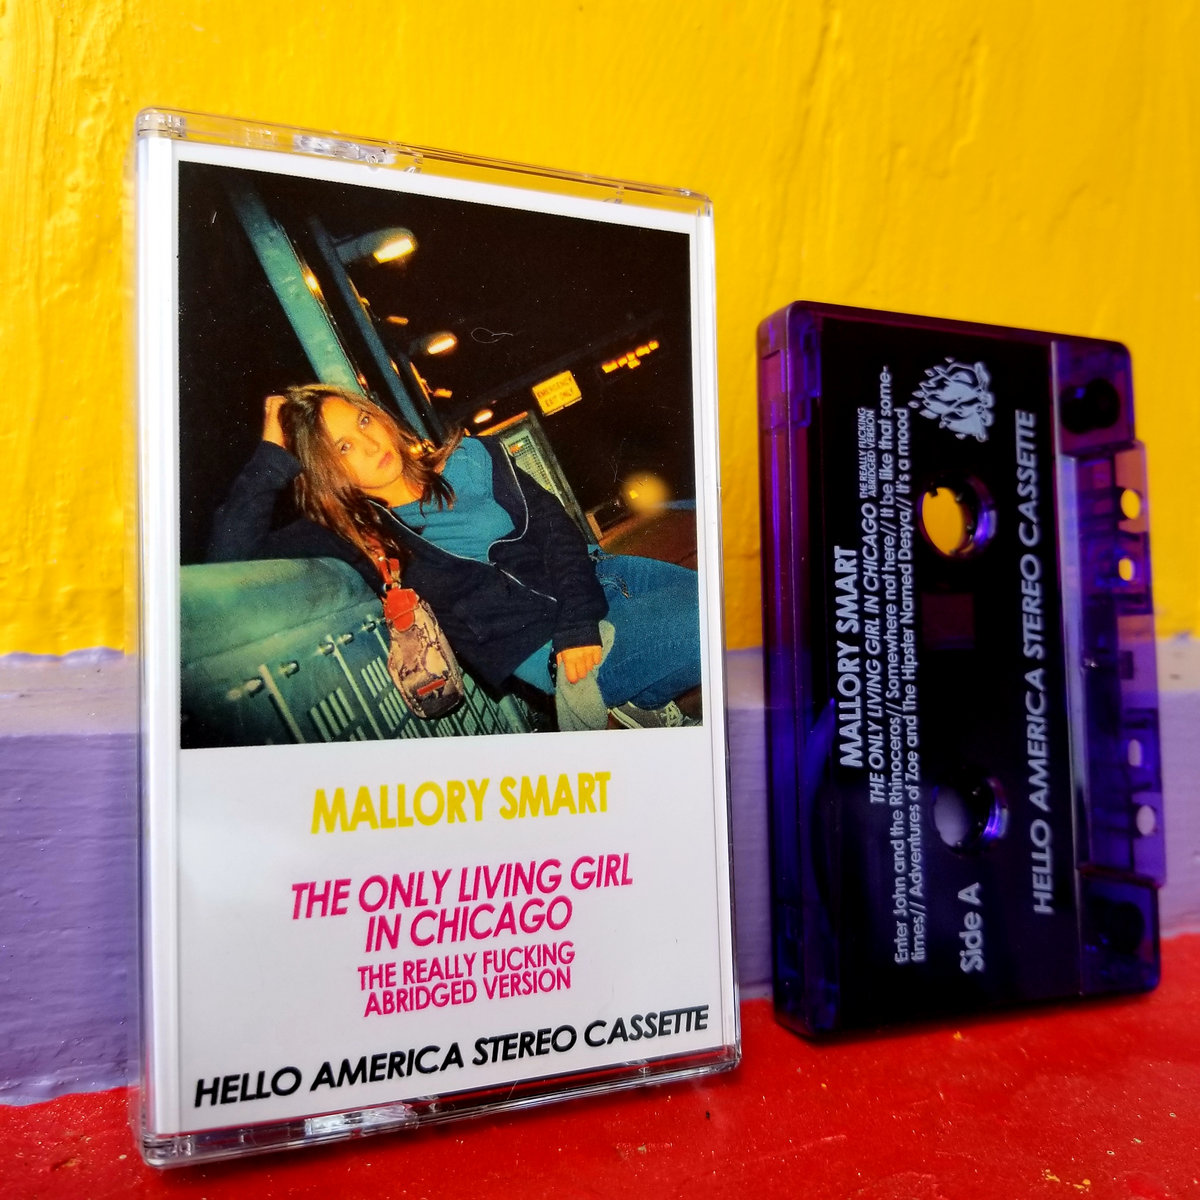 EMERGENCY
EXIT ONLY
MALLORY SMART
THE ONLY LIVING GIRL
IN CHICAGO
THE REALLY FUCKING
ABRIDGED VERSION
HELLO AMERICA STEREO CASSETTE
MALLORY SMART
THE ONLY LIVING GIRL IN CHICAGO
THE REALLY FUCKING
ABRIDGED VERSION
Enter John and the Rhinoceros// Somewhere not here// It be like that some-
times// Adventures of Zoe and The Hipster Named Desya// It's a mood
Side A
HELLO AMERICA STEREO CASSETTE